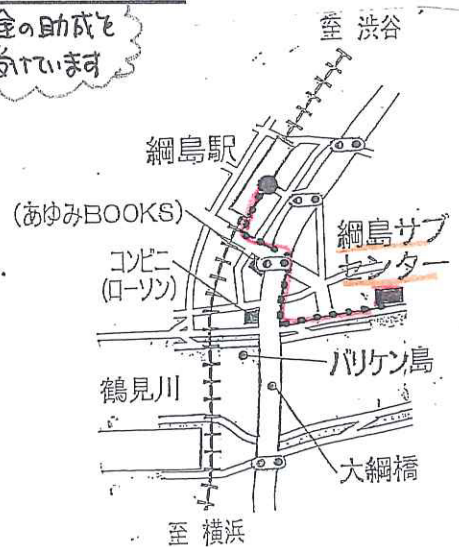 金の助成を
受けています
至 渋谷
綱島駅
(あゆみBOOKS)
綱島サブ
センター
コンビニ
(ローソン)
バリケン島
鶴見川
大綱橋
至 横浜